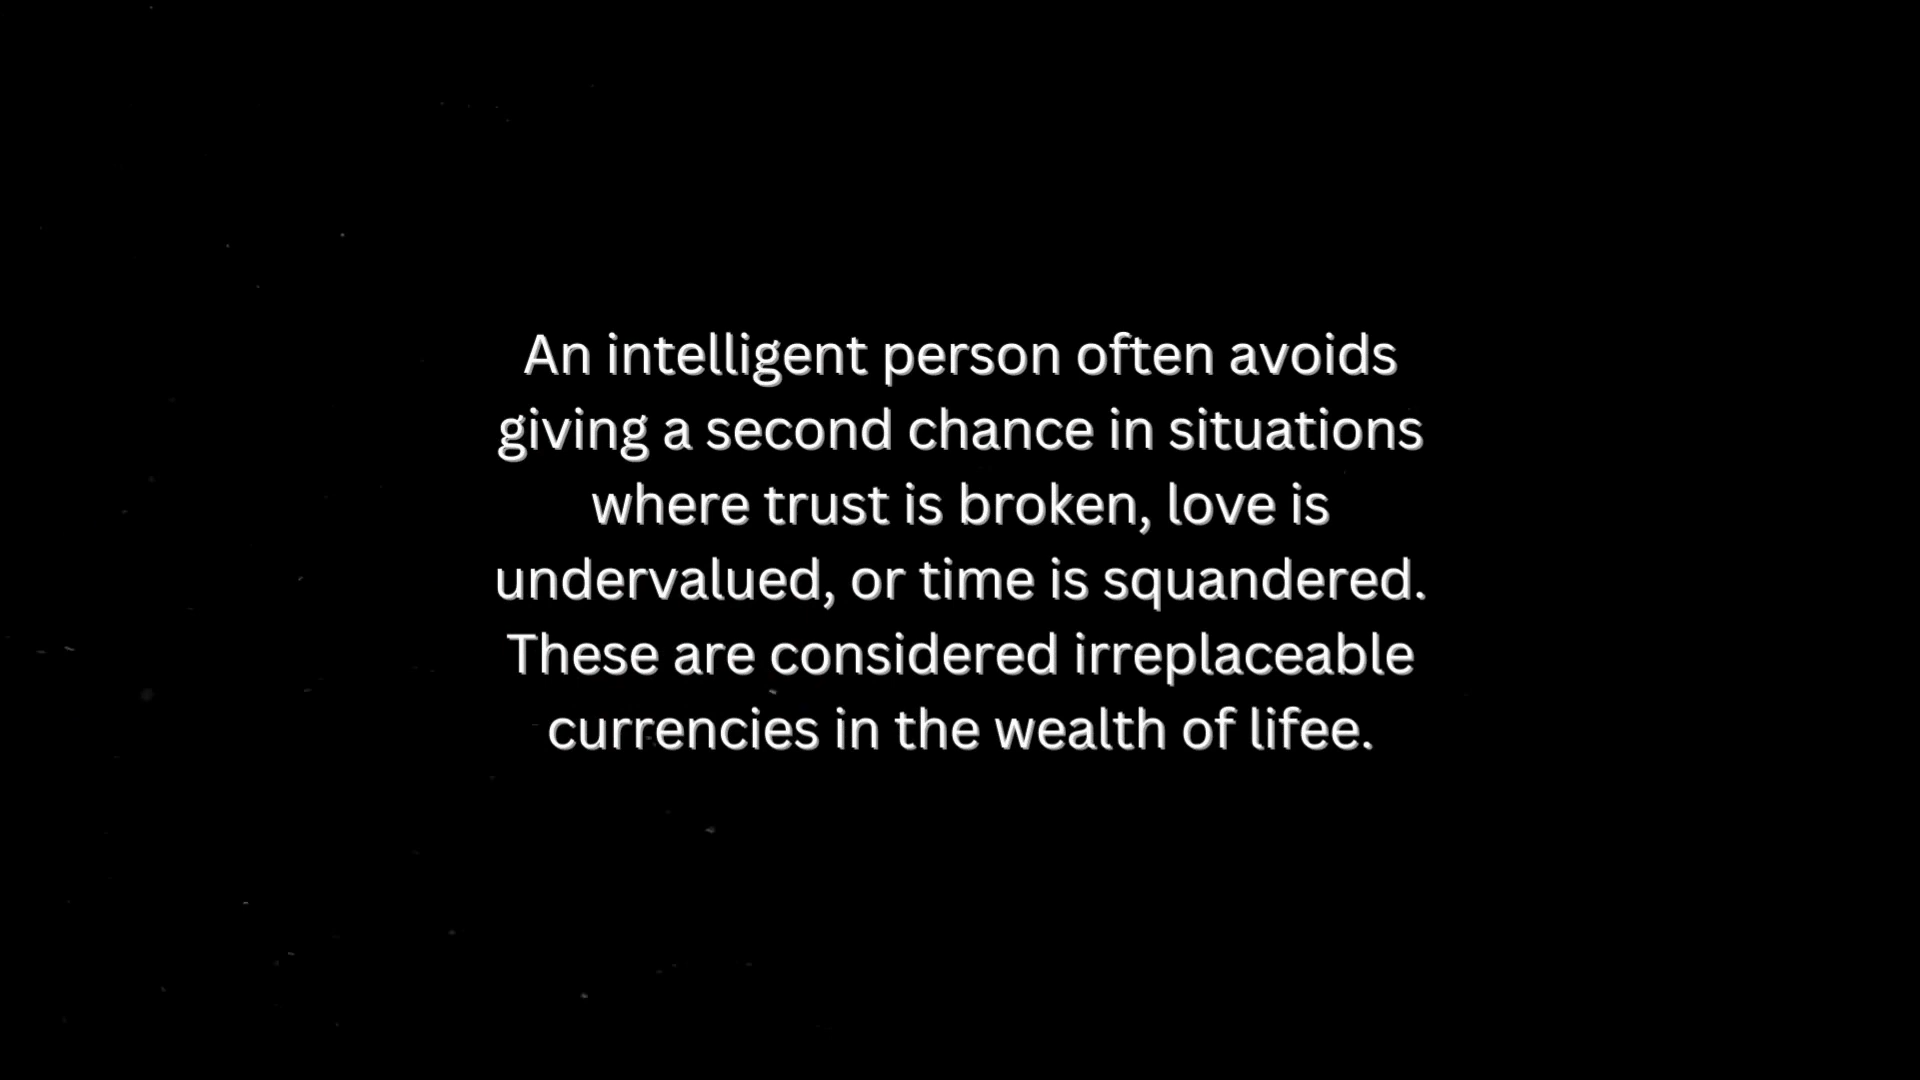 An intelligent person often avoids
giving a second chance in situations
where trust is broken, love is
undervalued, or time is squandered.
These are considered irreplaceable
currencies in the wealth of lifee.